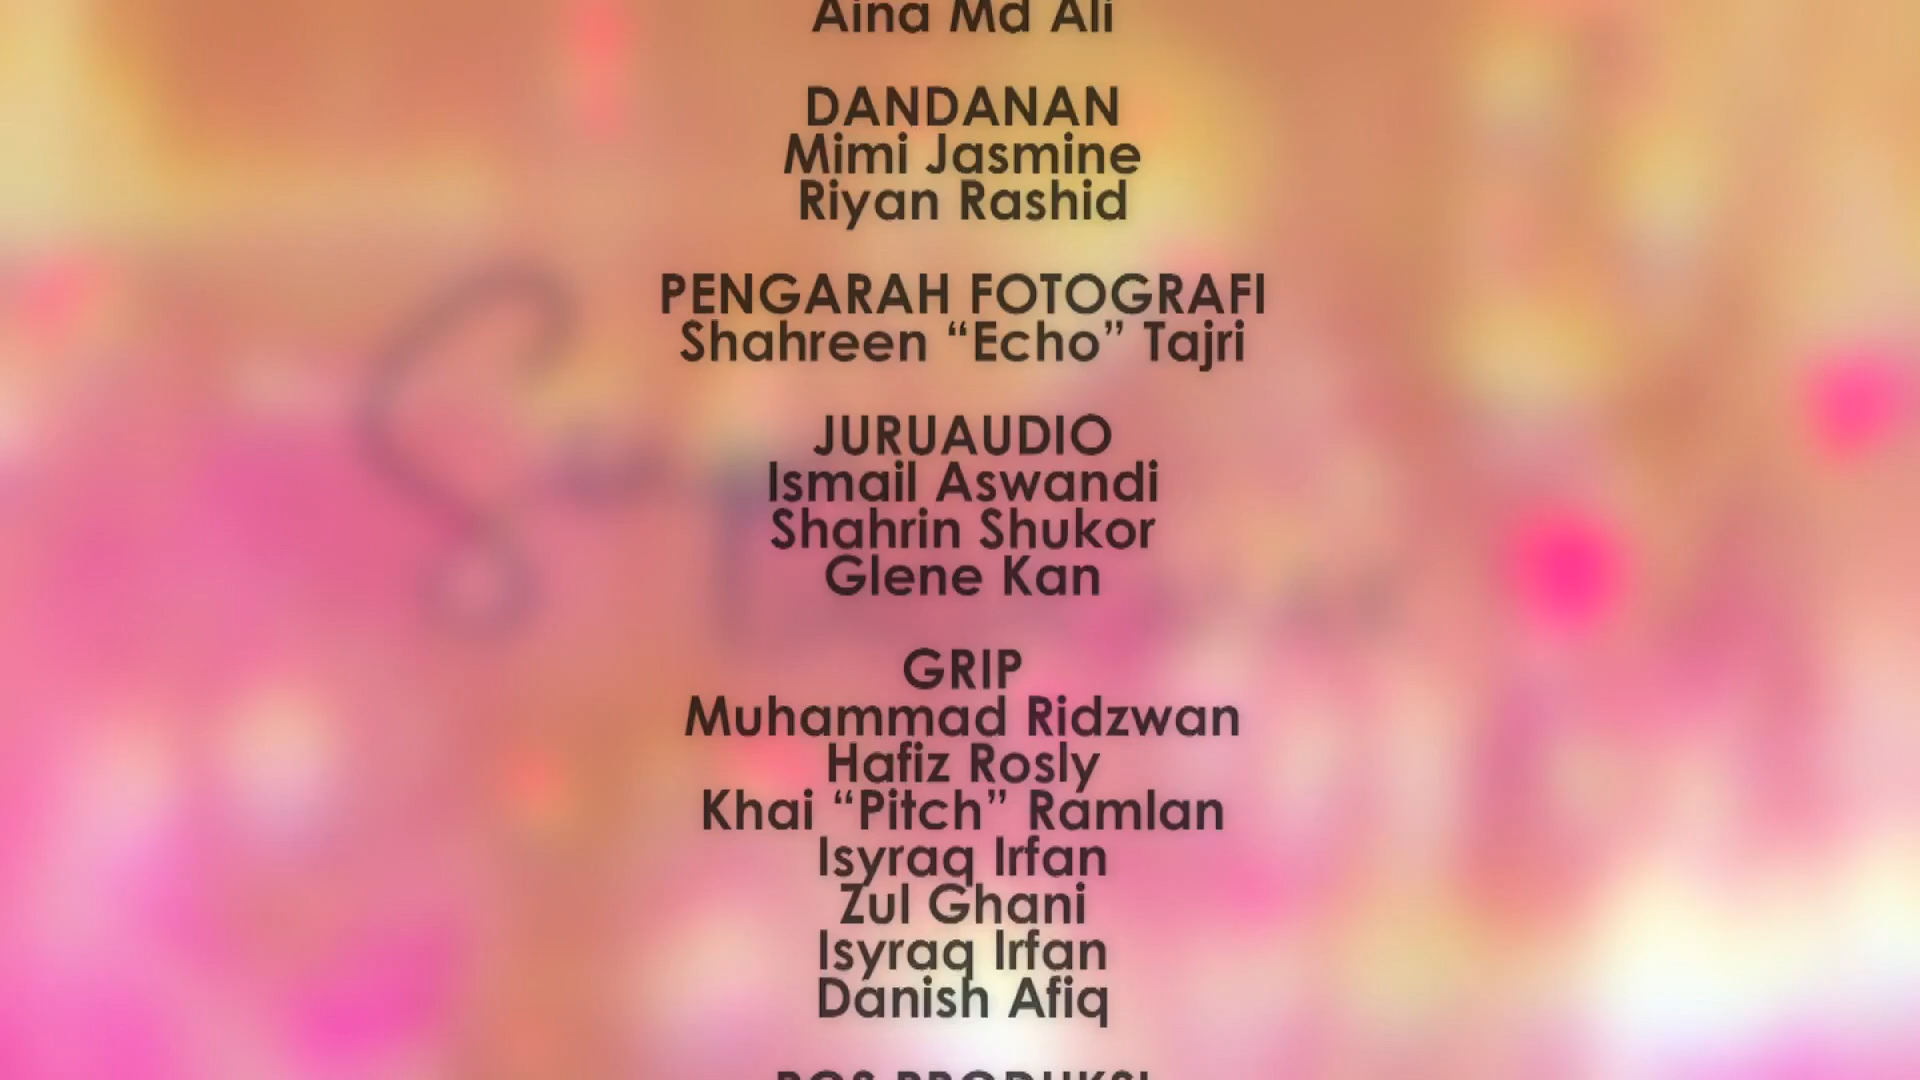 Aina Md Ali
DANDANAN
Mimi Jasmine
Riyan Rashid
PENGARAH FOTOGRAFI
Shahreen “Echo” Tajri
JURUAUDIO
Ismail Aswandi
Shahrin Shukor
Glene Kan
GRIP
Muhammad Ridzwan
Hafiz Rosly
Khai “Pitch” Ramlan
Isyraq Irfan
Zul Ghani
Isyraq Irfan
Danish Afiq
POS PRODUKSI